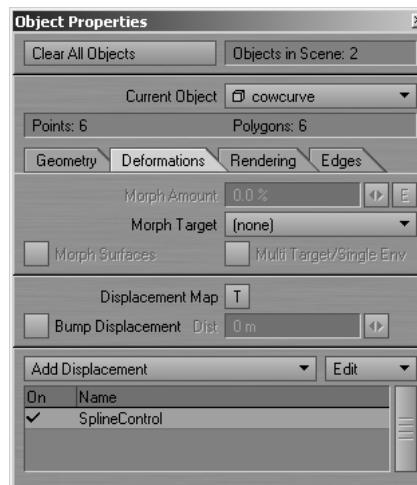 Object Properties
Clear All Objects Objects in Scene: 2
Current Object cowcurve
Points: 6 Polygons: 6
Geometry Deformations Rendering Edges
Morph Amount 0.0 % E
Morph Target (none)
Morph Surfaces Multi Target/Single Env
Displacement Map T
Bump Displacement Dist 0 m
Add Displacement Edit
On Name
SplineControl